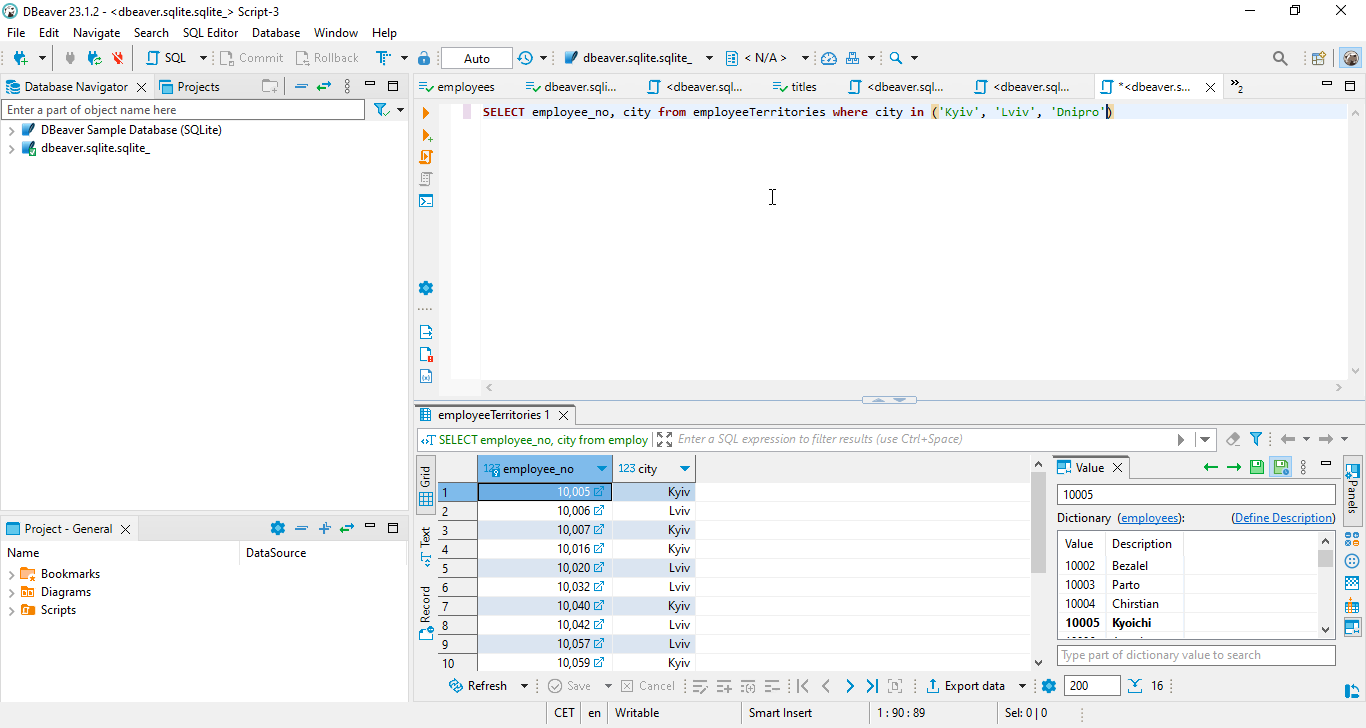 DBeaver 23.1.2 - <dbeaver.sqlite.sqlite_> Script-3
File Edit Navigate Search SQL Editor Database Window Help
SQL Commit Rollback Auto dbeaver.sqlite.sqlite_ < N/A >
Database Navigator Projects
Enter a part of object name here
DBeaver Sample Database (SQLite)
dbeaver.sqlite.sqlite_
employees dbeaver.sqli... <dbeaver.sql... titles <dbeaver.sql... <dbeaver.sql... *<dbeaver.s... »2
SELECT employee_no, city from employeeTerritories where city in ('Kyiv', 'Lviv', 'Dnipro')
Project - General
Name DataSource
Bookmarks
Diagrams
Scripts
employeeTerritories 1
SELECT employee_no, city from employ Enter a SQL expression to filter results (use Ctrl+Space)
Grid
Text
Record
123 employee_no 123 city
1 10,005 Kyiv
2 10,006 Lviv
3 10,007 Kyiv
4 10,016 Kyiv
5 10,020 Lviv
6 10,032 Lviv
7 10,040 Kyiv
8 10,042 Lviv
9 10,057 Lviv
10 10,059 Kyiv
Value
10005
Dictionary (employees): (Define Description)
Value Description
10002 Bezalel
10003 Parto
10004 Chirstian
10005 Kyoichi
Type part of dictionary value to search
Panels
Refresh Save Cancel Export data 200 16
CET en Writable Smart Insert 1 : 90 : 89 Sel: 0 | 0